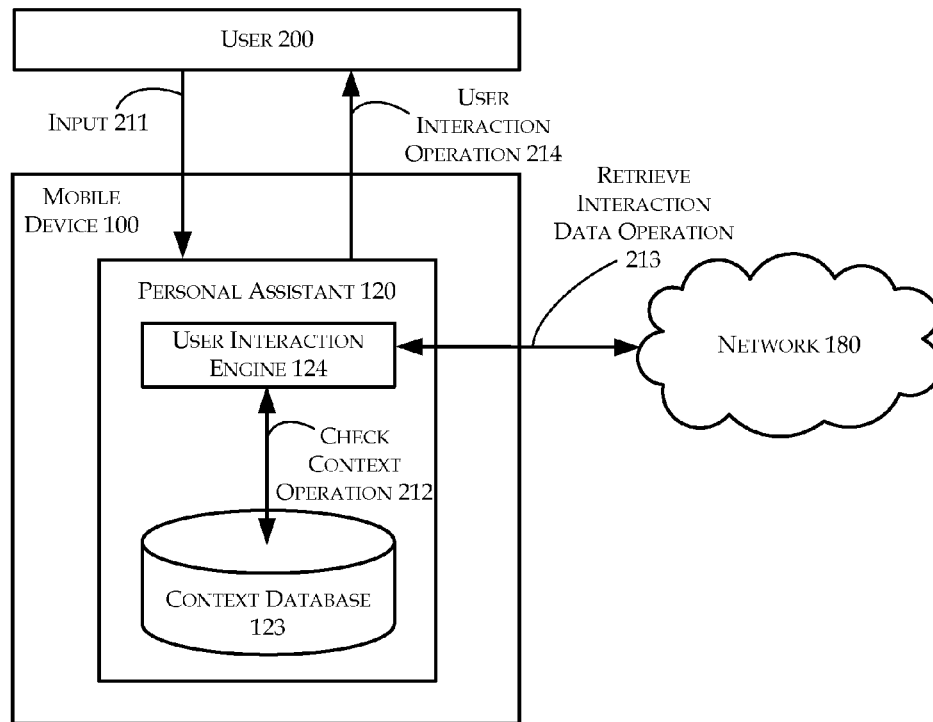 USER 200
INPUT 211
USER
INTERACTION
OPERATION 214
MOBILE
DEVICE 100
RETRIEVE
INTERACTION
DATA OPERATION
213
PERSONAL ASSISTANT 120
USER INTERACTION
ENGINE 124
NETWORK 180
CHECK
CONTEXT
OPERATION 212
CONTEXT DATABASE
123